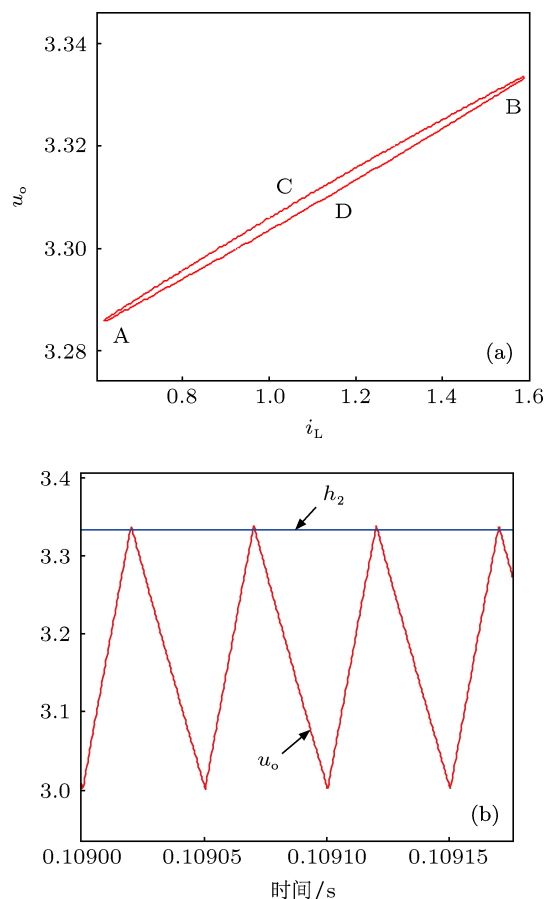 3.34
3.32
3.30
3.28
u_o
A
B
C
D
(a)
0.8 1.0 1.2 1.4 1.6
i_L
3.4
3.3
3.2
3.1
3.0
h_2
u_o
(b)
0.10900 0.10905 0.10910 0.10915
时间/s